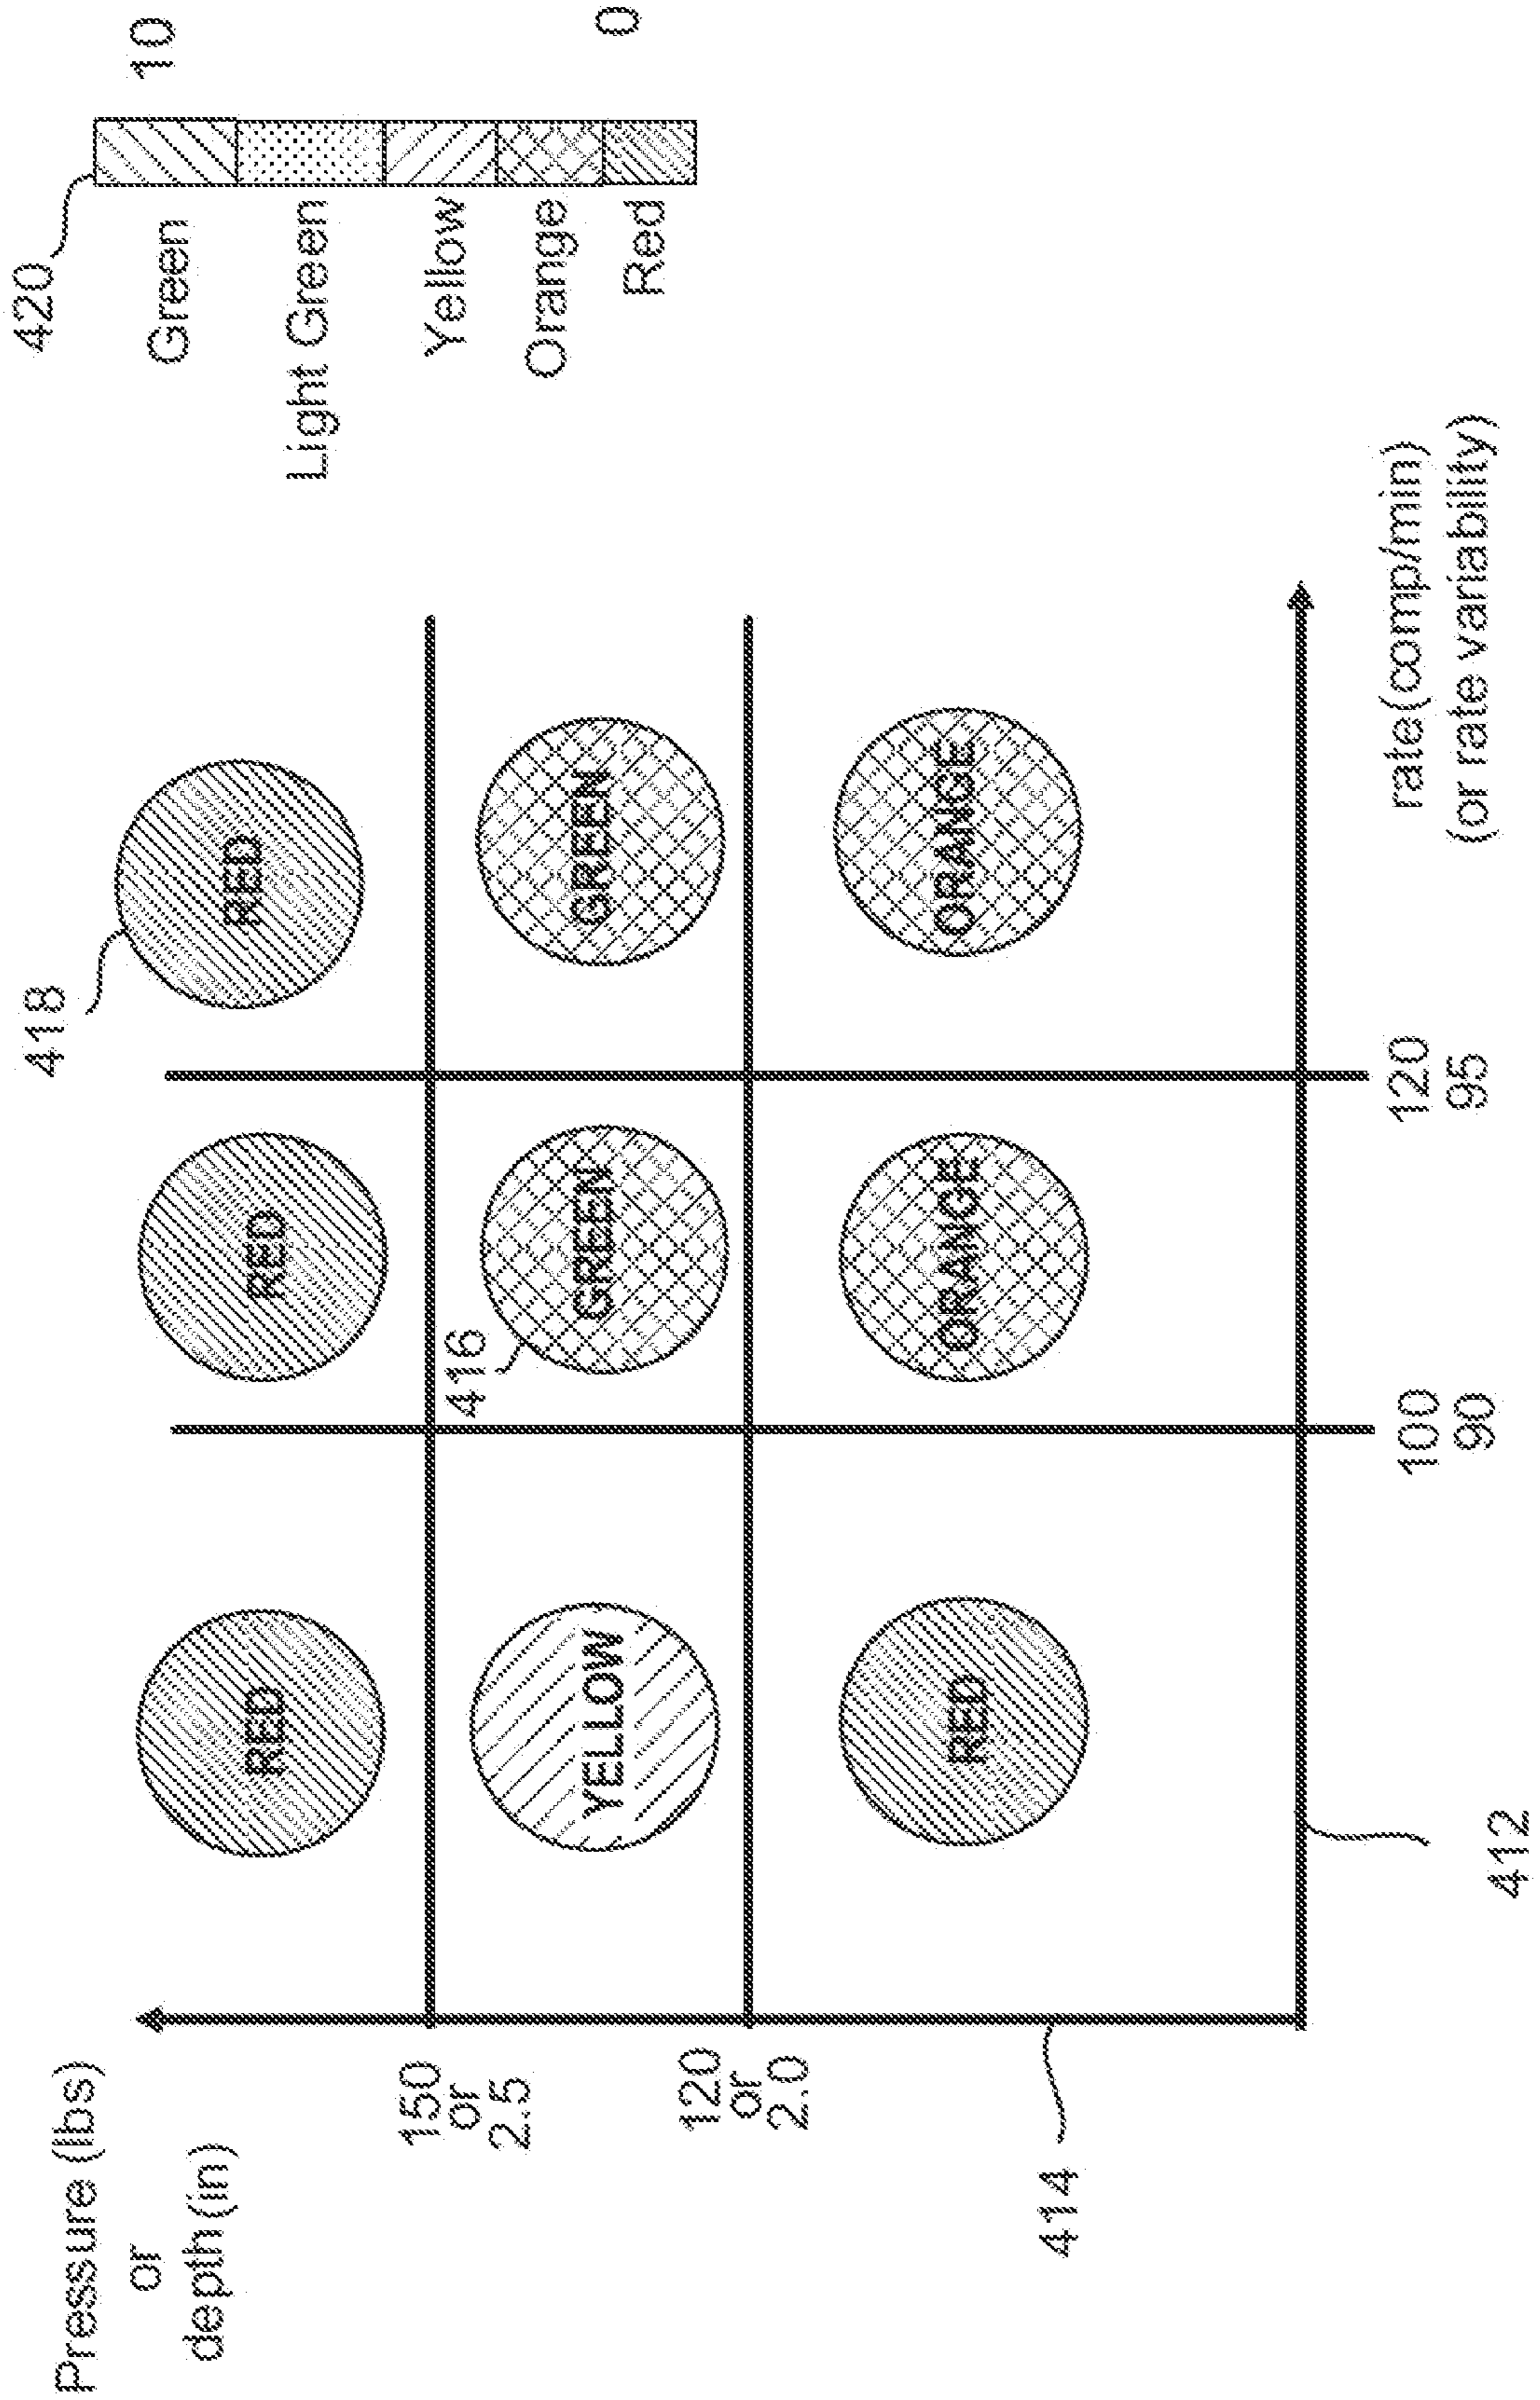 Pressure (lbs)
or
depth (in)
418
420
10
Green
Light Green
Yellow
Orange
Red
0
RED
RED
RED
150
or
2.5
416
YELLOW
GREEN
GREEN
120
or
2.0
RED
ORANGE
ORANGE
414
412
100
90
120
95
rate(comp/min)
(or rate variability)